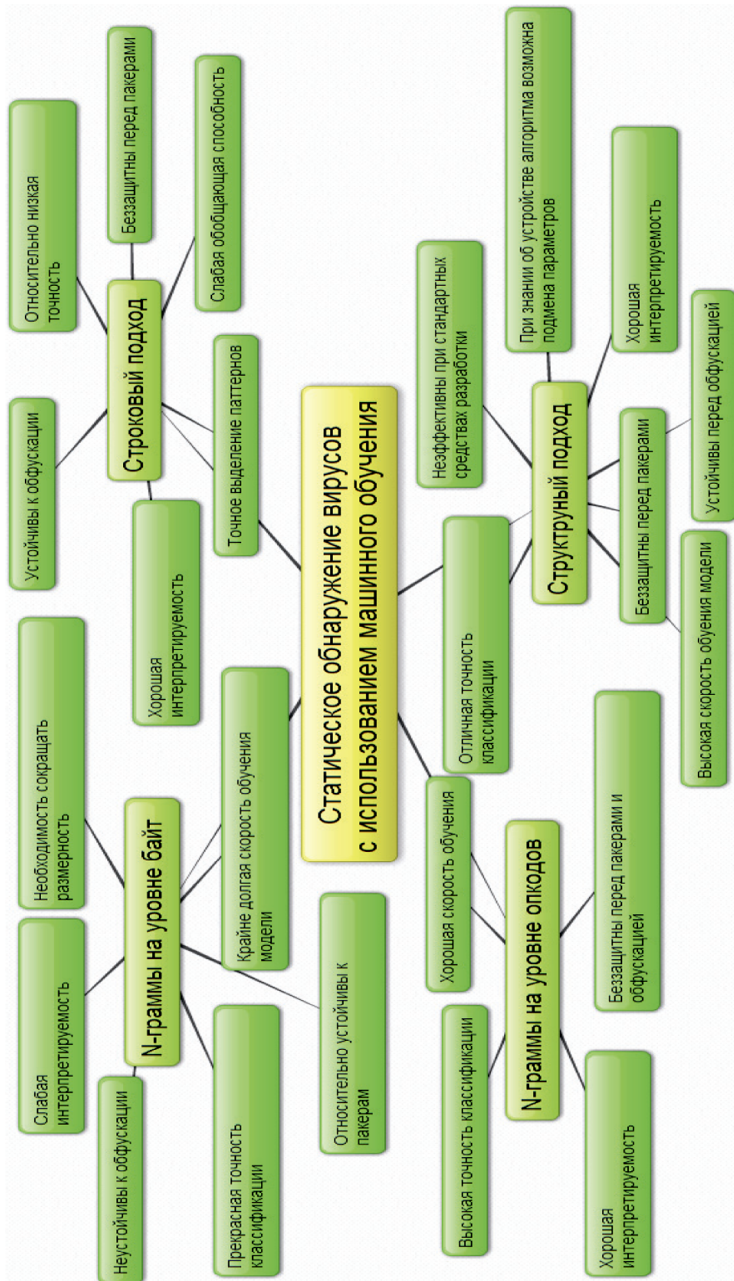 Слабая
интерпретируемость
Необходимость сокращать
размерность
Устойчивы к обфускации
Относительно низкая
точность
Неустойчивы к обфускации
N-граммы на уровне байт
Хорошая
интерпретируемость
Строковый подход
Беззащитны перед пакерами
Прекрасная точность
классификации
Крайне долгая скорость обучения
модели
Точное выделение паттернов
Слабая обобщающая способность
Относительно устойчивы к
пакерам
Статическое обнаружение вирусов
с использованием машинного обучения
Высокая точность классификации
Хорошая скорость обучения
Отличная точность
классификации
Неэффективны при стандартных
средствах разработки
N-граммы на уровне опкодов
Структруный подход
При знании об устройстве алгоритма возможна
подмена параметров
Хорошая
интерпретируемость
Беззащитны перед пакерами и
обфускацией
Беззащитны перед пакерами
Хорошая
интерпретируемость
Высокая скорость обуения модели
Устойчивы перед обфускацией